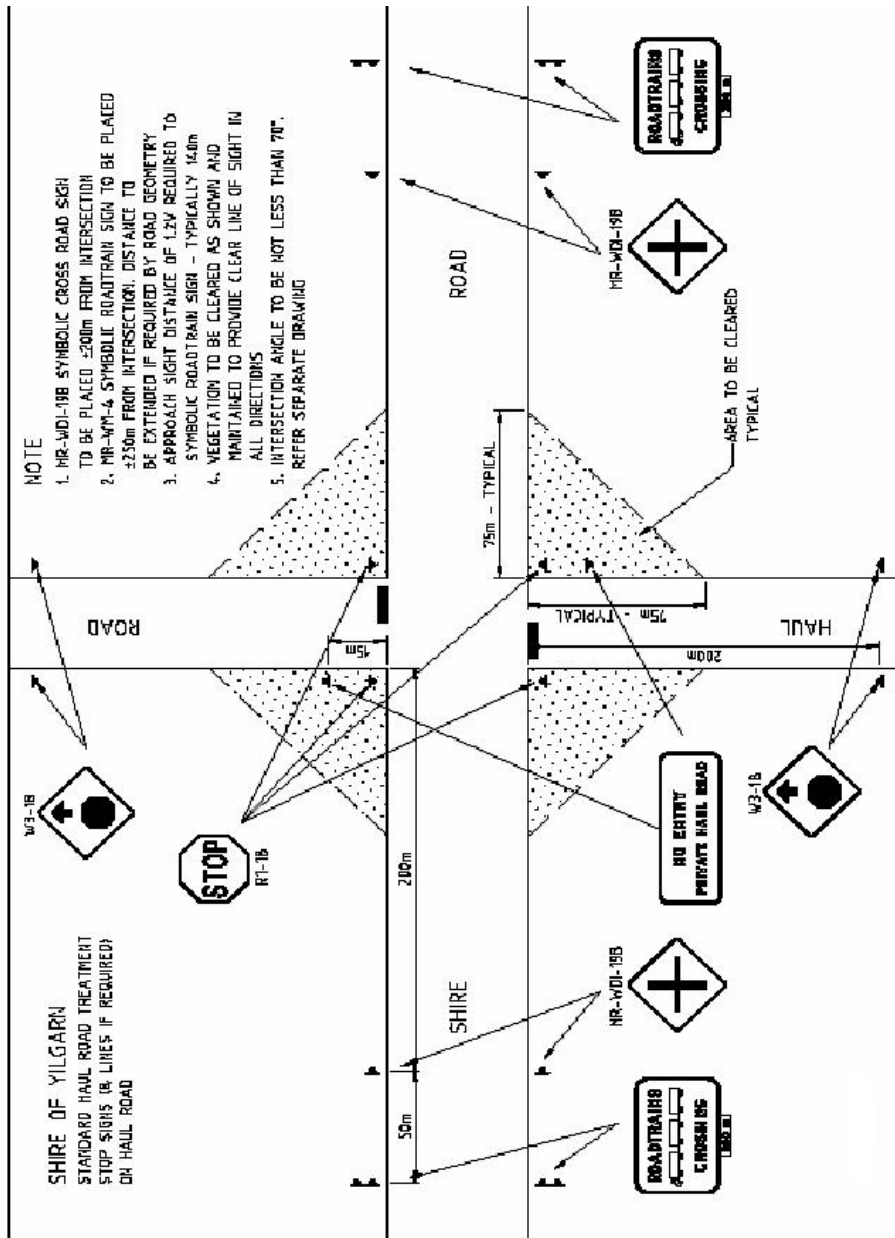 SHIRE OF YILGARN
STANDARD HAUL ROAD TREATMENT
STOP SIGNS (& LINES IF REQUIRED)
ON HAUL ROAD
NOTE
1. MR-WDI-19B SYMBOLIC CROSS ROAD SIGN
TO BE PLACED ±200m FROM INTERSECTION
2. MR-WM-4 SYMBOLIC ROADTRAIN SIGN TO BE PLACED
±250m FROM INTERSECTION. DISTANCE TO
BE EXTENDED IF REQUIRED BY ROAD GEOMETRY
3. APPROACH SIGHT DISTANCE OF 1.2V REQUIRED TO
SYMBOLIC ROADTRAIN SIGN - TYPICALLY 140m
4. VEGETATION TO BE CLEARED AS SHOWN AND
MAINTAINED TO PROVIDE CLEAR LINE OF SIGHT IN
ALL DIRECTIONS
5. INTERSECTION ANGLE TO BE NOT LESS THAN 70°.
REFER SEPARATE DRAWING
W3-1B
STOP
R1-1B
ROAD
15m
200m
50m
SHIRE
ROAD
75m - TYPICAL
75m - TYPICAL
200m
HAUL
AREA TO BE CLEARED
TYPICAL
ROADTRAINS
CROSSING
MR-WDI-19B
NO ENTRY
PRIVATE HAUL ROAD
W3-1B
MR-WDI-19B
ROADTRAINS
CROSSING